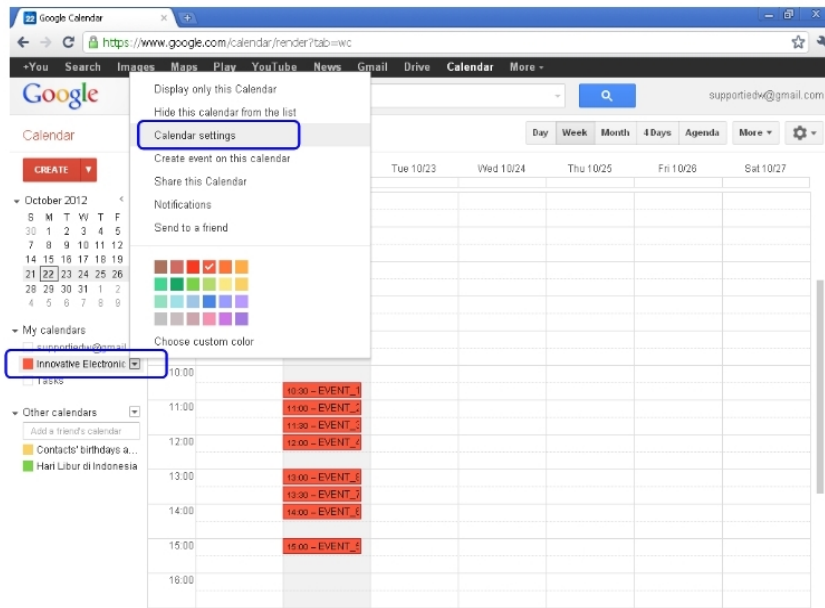 Google Calendar
https://www.google.com/calendar/render?tab=wc
+You Search Images Maps Play YouTube News Gmail Drive Calendar More
Google
supportiedw@gmail.com
Calendar
Day Week Month 4 Days Agenda More
CREATE
Display only this Calendar
Hide this calendar from the list
Calendar settings
Create event on this calendar
Share this Calendar
Notifications
Send to a friend
Choose custom color
Tue 10/23 Wed 10/24 Thu 10/25 Fri 10/26 Sat 10/27
October 2012
S M T W T F
30 1 2 3 4 5
7 8 9 10 11 12
14 15 16 17 18 19
21 22 23 24 25 26
28 29 30 31 1 2
4 5 6 7 8 9
My calendars
supportiedw@gmail
Innovative Electronic
Tasks
Other calendars
Add a friend's calendar
Contacts' birthdays a...
Hari Libur di Indonesia
10:00
10:30 – EVENT_1
11:00
11:00 – EVENT_2
11:30 – EVENT_3
12:00
12:00 – EVENT_4
13:00
13:00 –
13:30 – EVENT_7
14:00
14:00 –
15:00
15:00 –
16:00